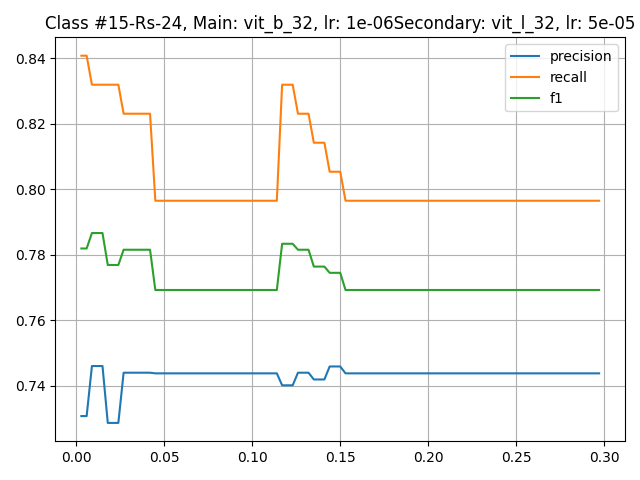 Class #15-Rs-24, Main: vit_b_32, lr: 1e-06Secondary: vit_l_32, lr: 5e-05
precision
recall
f1
0.84
0.82
0.80
0.78
0.76
0.74
0.00 0.05 0.10 0.15 0.20 0.25 0.30